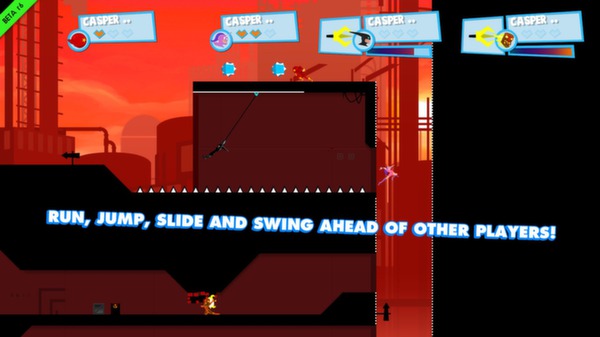 BETA r6
CASPER ..
CASPER ..
CASPER ..
CASPER ..
RUN, JUMP, SLIDE AND SWING AHEAD OF OTHER PLAYERS!